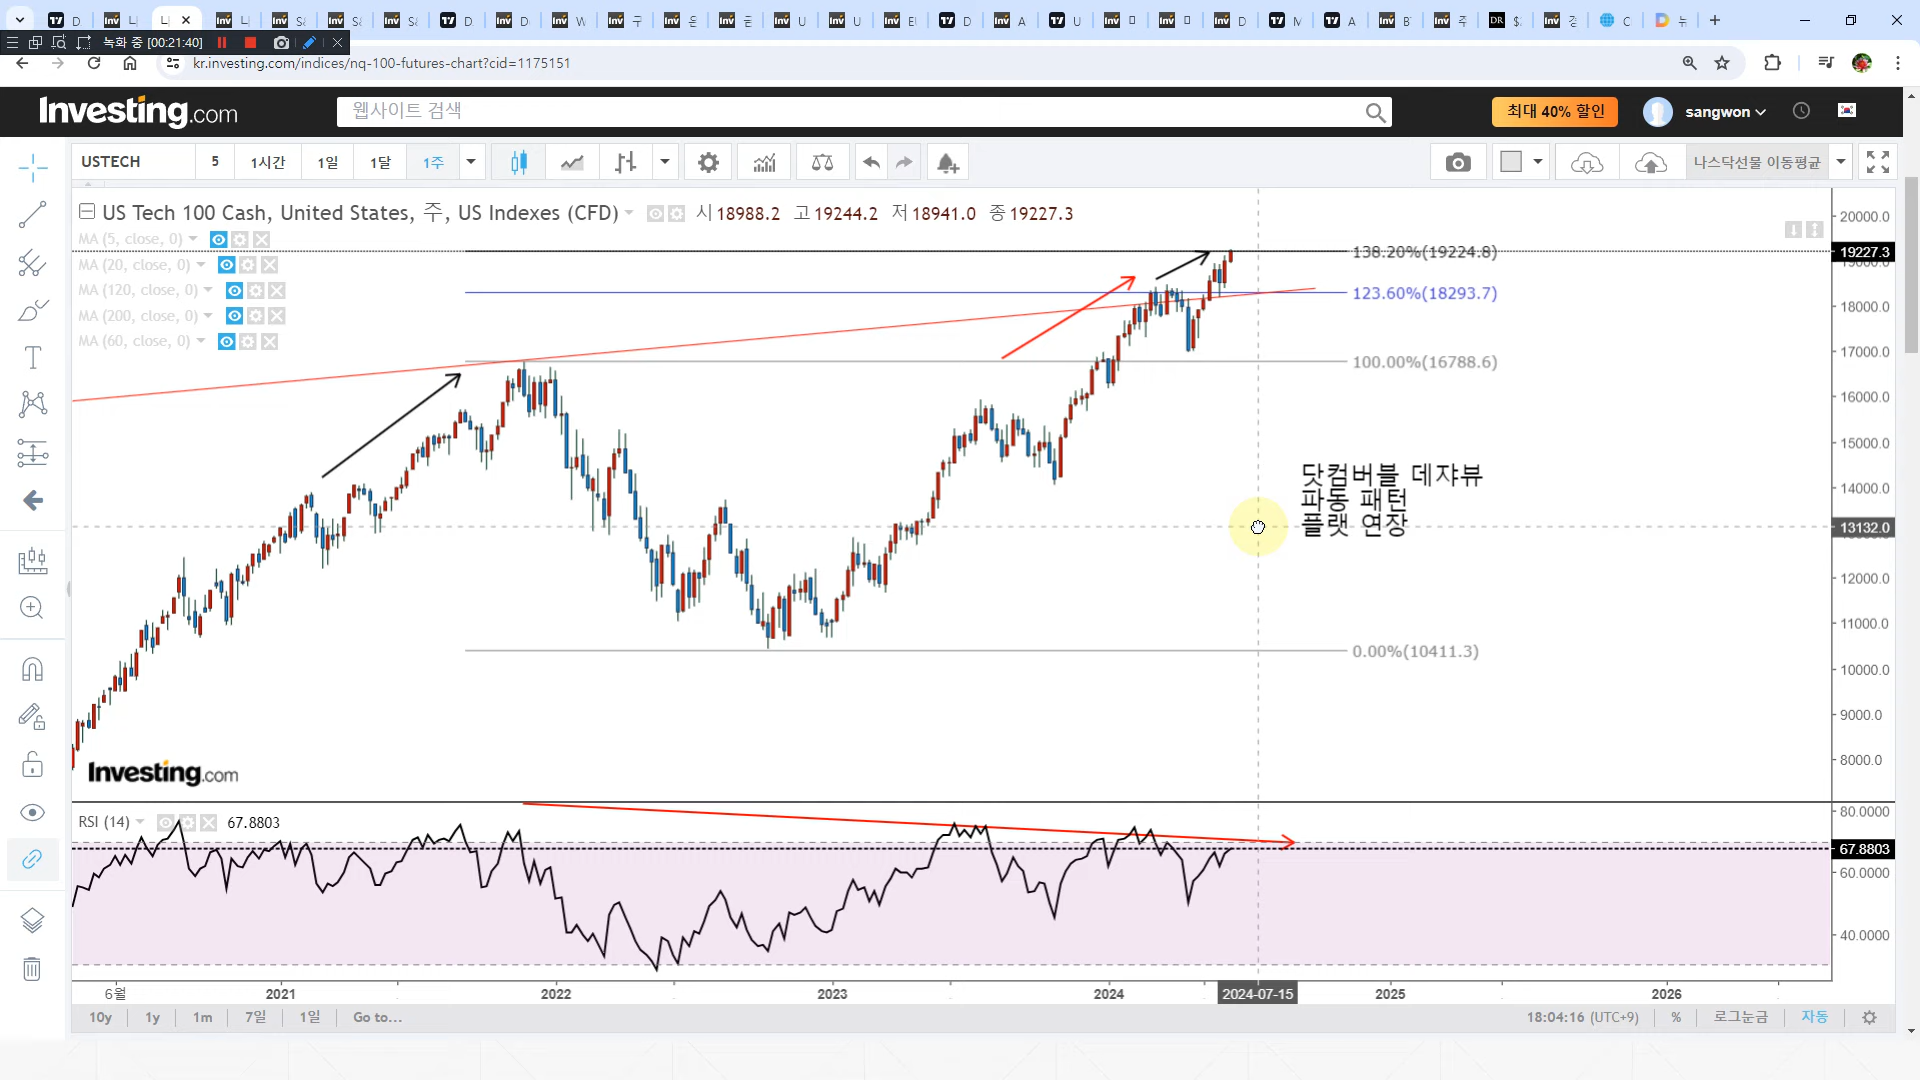 녹화 중 [00:21:40]
kr.investing.com/indices/nq-100-futures-chart?cid=1175151
Investing.com
웹사이트 검색
최대 40% 할인
sangwon
USTECH
5
1시간
1일
1달
1주
나스닥선물 이동평균
US Tech 100 Cash, United States, 주, US Indexes (CFD)
시 18988.2 고 19244.2 저 18941.0 종 19227.3
MA (5, close, 0)
MA (20, close, 0)
MA (120, close, 0)
MA (200, close, 0)
MA (60, close, 0)
138.20%(19224.8)
123.60%(18293.7)
100.00%(16788.6)
0.00%(10411.3)
닷컴버블 데쟈뷰
파동 패턴
플랫 연장
20000.0
19227.3
19000.0
18000.0
17000.0
16000.0
15000.0
14000.0
13132.0
12000.0
11000.0
10000.0
9000.0
8000.0
Investing.com
RSI (14)
67.8803
80.0000
67.8803
60.0000
40.0000
6월
2021
2022
2023
2024
2024-07-15
2025
2026
10y
1y
1m
7일
1일
Go to...
18:04:16 (UTC+9)
%
로그눈금
자동